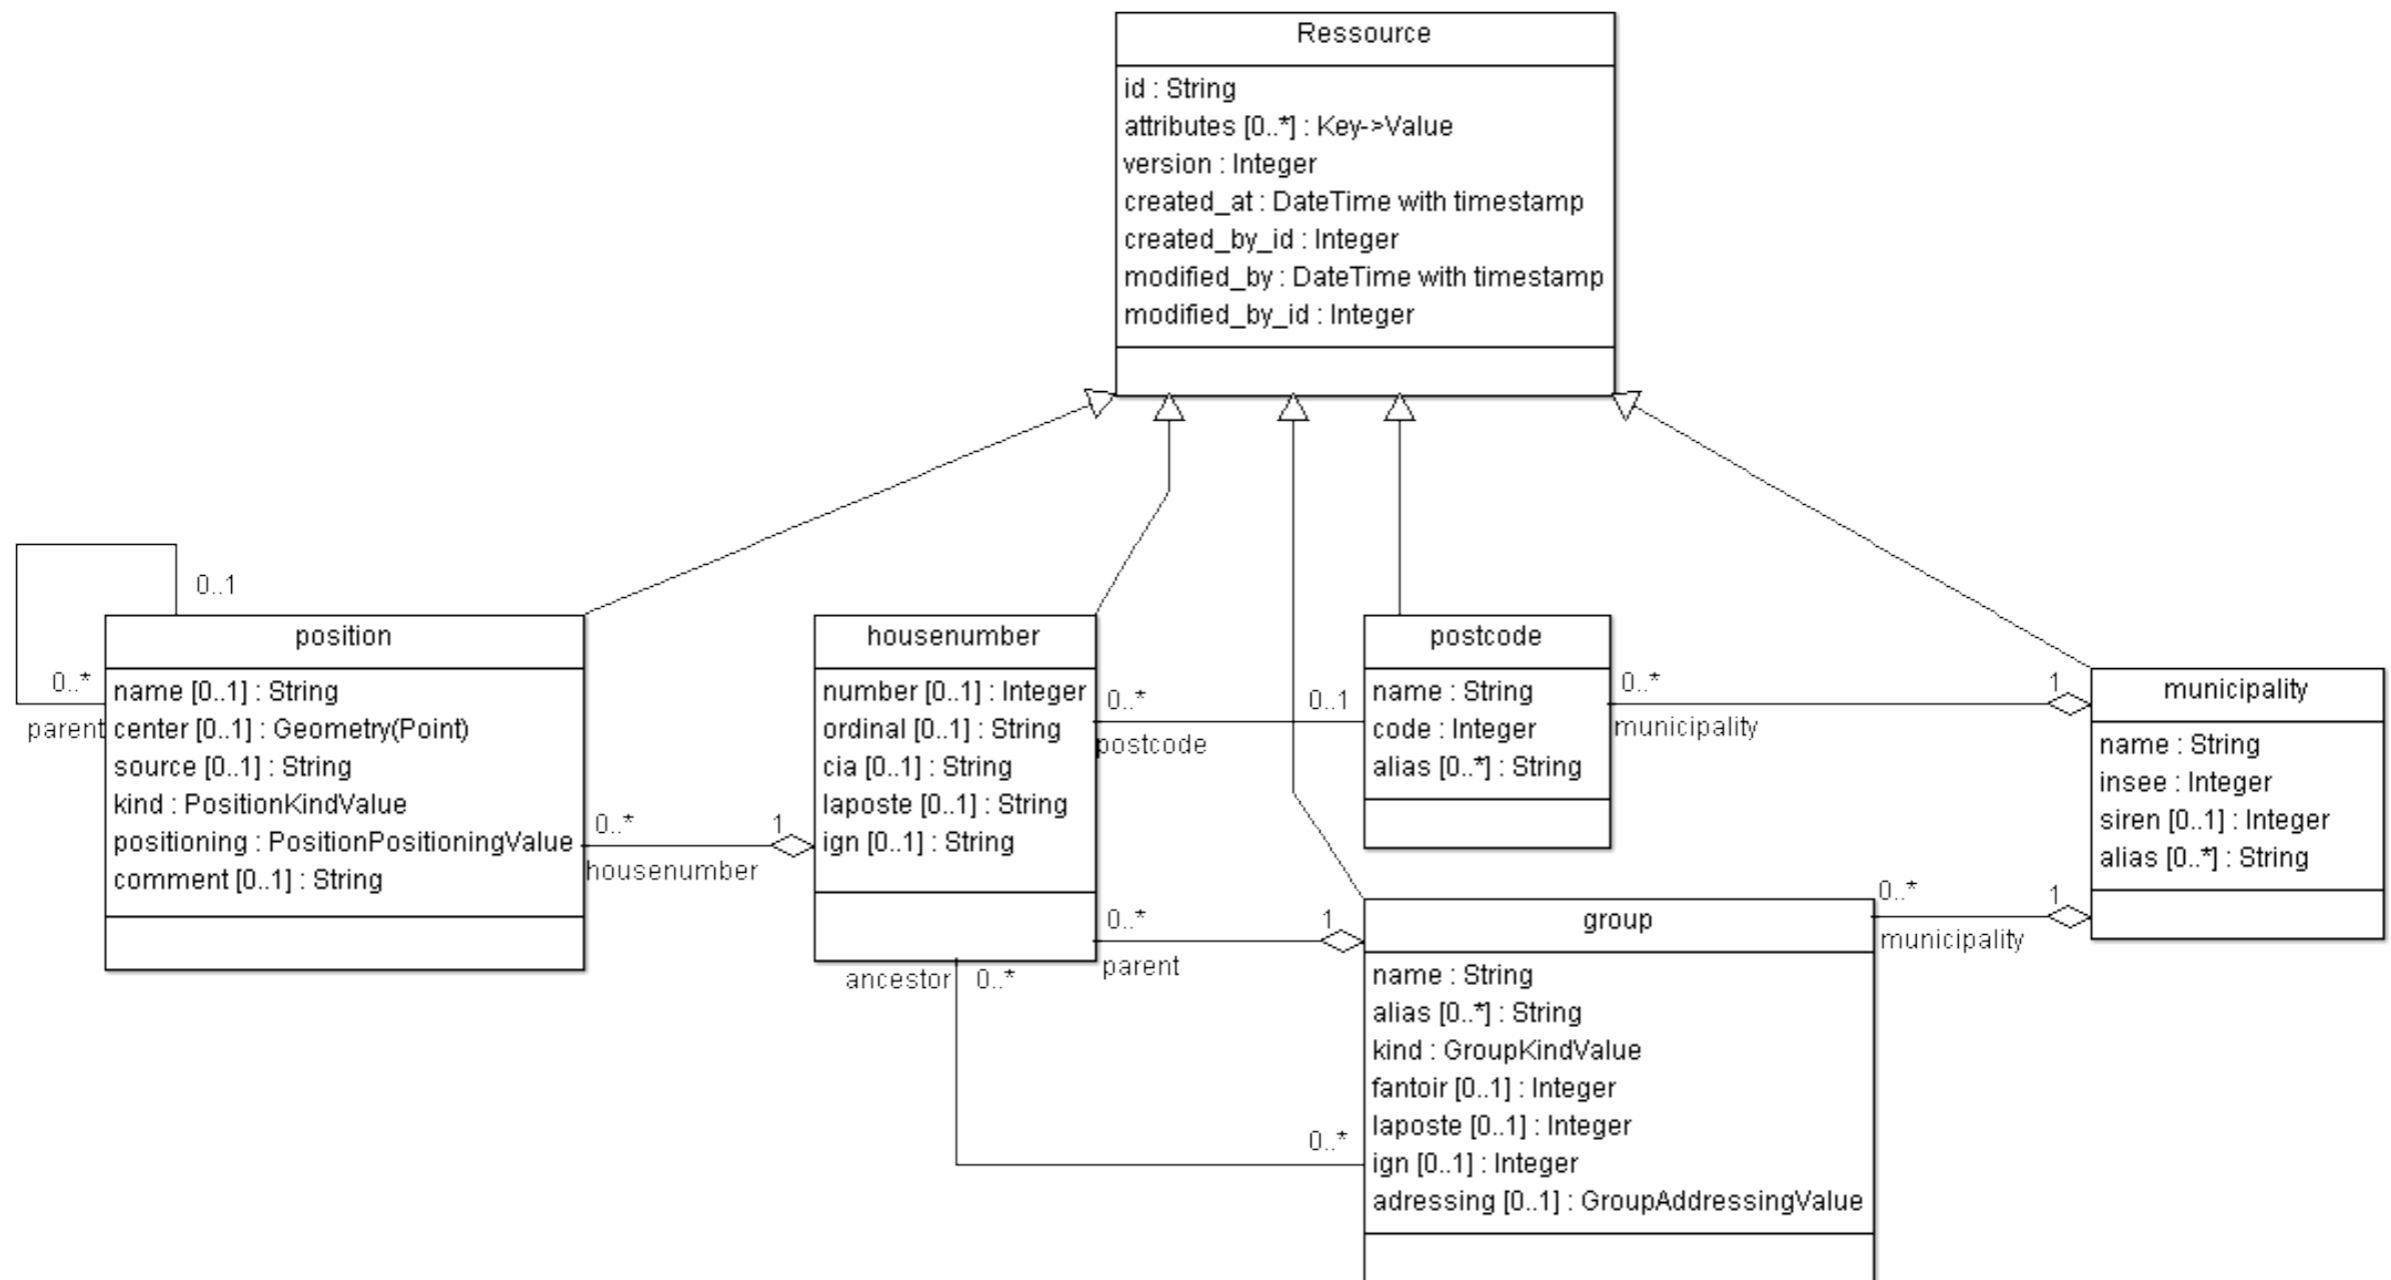 Ressource
id : String
attributes [0..*] : Key->Value
version : Integer
created_at : DateTime with timestamp
created_by_id : Integer
modified_by : DateTime with timestamp
modified_by_id : Integer
0..1
0..*
parent
position
name [0..1] : String
center [0..1] : Geometry(Point)
source [0..1] : String
kind : PositionKindValue
positioning : PositionPositioningValue
comment [0..1] : String
0..*
1
housenumber
housenumber
number [0..1] : Integer
ordinal [0..1] : String
cia [0..1] : String
laposte [0..1] : String
ign [0..1] : String
0..*
0..1
postcode
postcode
name : String
code : Integer
alias [0..*] : String
0..*
1
municipality
municipality
name : String
insee : Integer
siren [0..1] : Integer
alias [0..*] : String
0..*
1
municipality
0..*
1
parent
ancestor
0..*
0..*
group
name : String
alias [0..*] : String
kind : GroupKindValue
fantoir [0..1] : Integer
laposte [0..1] : Integer
ign [0..1] : Integer
adressing [0..1] : GroupAddressingValue